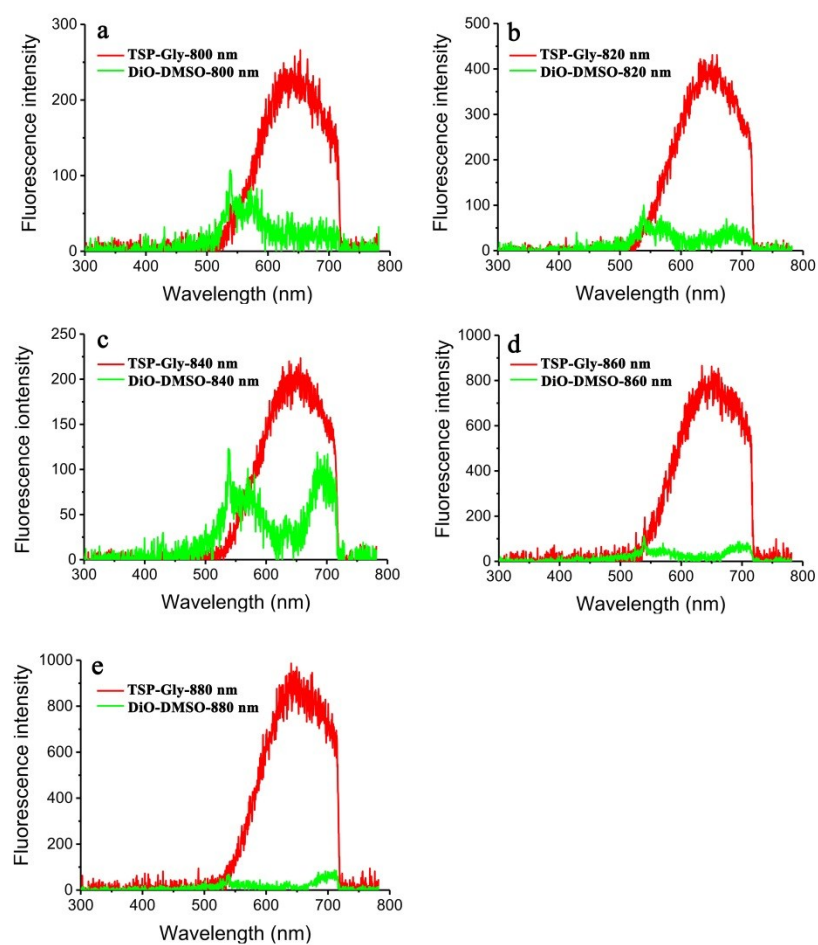 a
TSP-Gly-800 nm
DiO-DMSO-800 nm
Fluorescence intensity
300
200
100
0
300 400 500 600 700 800
Wavelength (nm)
b
TSP-Gly-820 nm
DiO-DMSO-820 nm
Fluorescence intensity
500
400
300
200
100
0
300 400 500 600 700 800
Wavelength (nm)
c
TSP-Gly-840 nm
DiO-DMSO-840 nm
Fluorescence iontensity
250
200
150
100
50
0
300 400 500 600 700 800
Wavelength (nm)
d
TSP-Gly-860 nm
DiO-DMSO-860 nm
Fluorescence intensity
1000
800
600
400
200
0
300 400 500 600 700 800
Wavelength (nm)
e
TSP-Gly-880 nm
DiO-DMSO-880 nm
Fluorescence intensity
1000
800
600
400
200
0
300 400 500 600 700 800
Wavelength (nm)